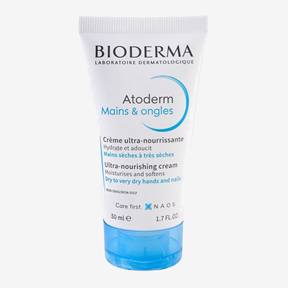 BIODERMA
LABORATOIRE DERMATOLOGIQUE
Atoderm
Mains & ongles
Crème ultra-nourrissante
Hydrate et adoucit
Mains sèches à très sèches
Ultra-nourishing cream
Moisturises and softens
Dry to very dry hands and nails
Care first.
NAOS
50 ml ℮ 1.7 FL.OZ.